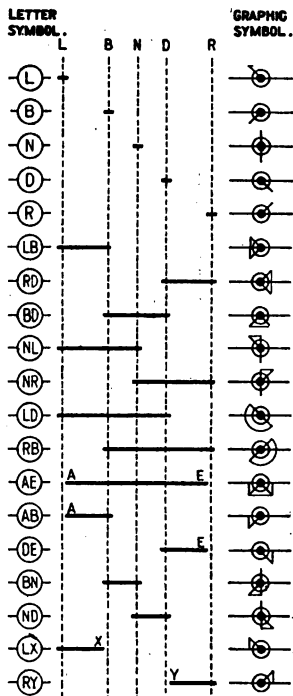 LETTER GRAPHIC
SYMBOL. SYMBOL.
L B N D R
L
B
N
D
R
LB
RD
BD
NL
NR
LD
RB
AE A E
AB A
DE E
BN
ND
LX X
RY Y